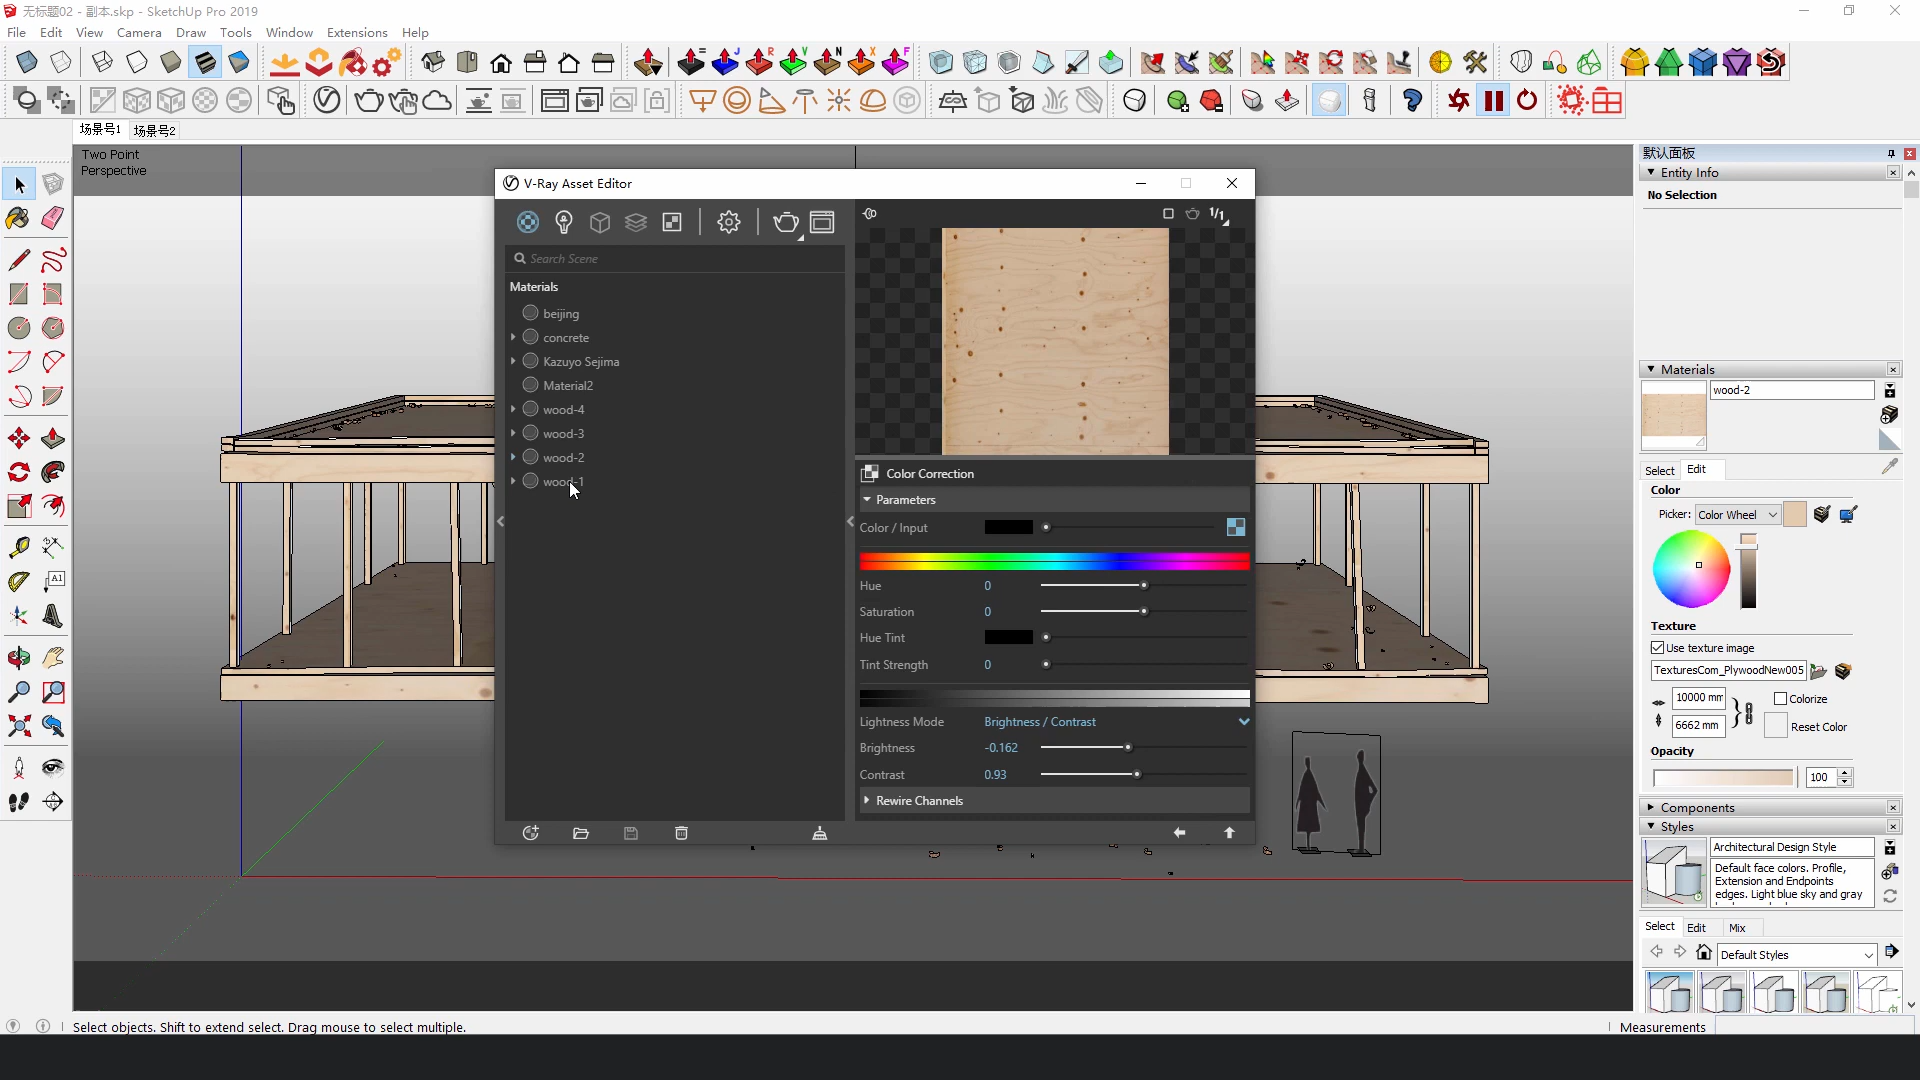 无标题02 - 副本.skp - SketchUp Pro 2019
File Edit View Camera Draw Tools Window Extensions Help
场景号1 场景号2
Two Point
Perspective
V-Ray Asset Editor
1/1
Search Scene
Materials
beijing
concrete
Kazuyo Sejima
Material2
wood-4
wood-3
wood-2
wood-1
Color Correction
Parameters
Color / Input
Hue 0
Saturation 0
Hue Tint
Tint Strength 0
Lightness Mode Brightness / Contrast
Brightness -0.162
Contrast 0.93
Rewire Channels
默认面板
Entity Info
No Selection
Materials
wood-2
Select Edit
Color
Picker: Color Wheel
Texture
Use texture image
TexturesCom_PlywoodNew005
10000 mm Colorize
6662 mm Reset Color
Opacity
100
Components
Styles
Architectural Design Style
Default face colors. Profile,
Extension and Endpoints
edges. Light blue sky and gray
Select Edit Mix
Default Styles
Select objects. Shift to extend select. Drag mouse to select multiple.
Measurements